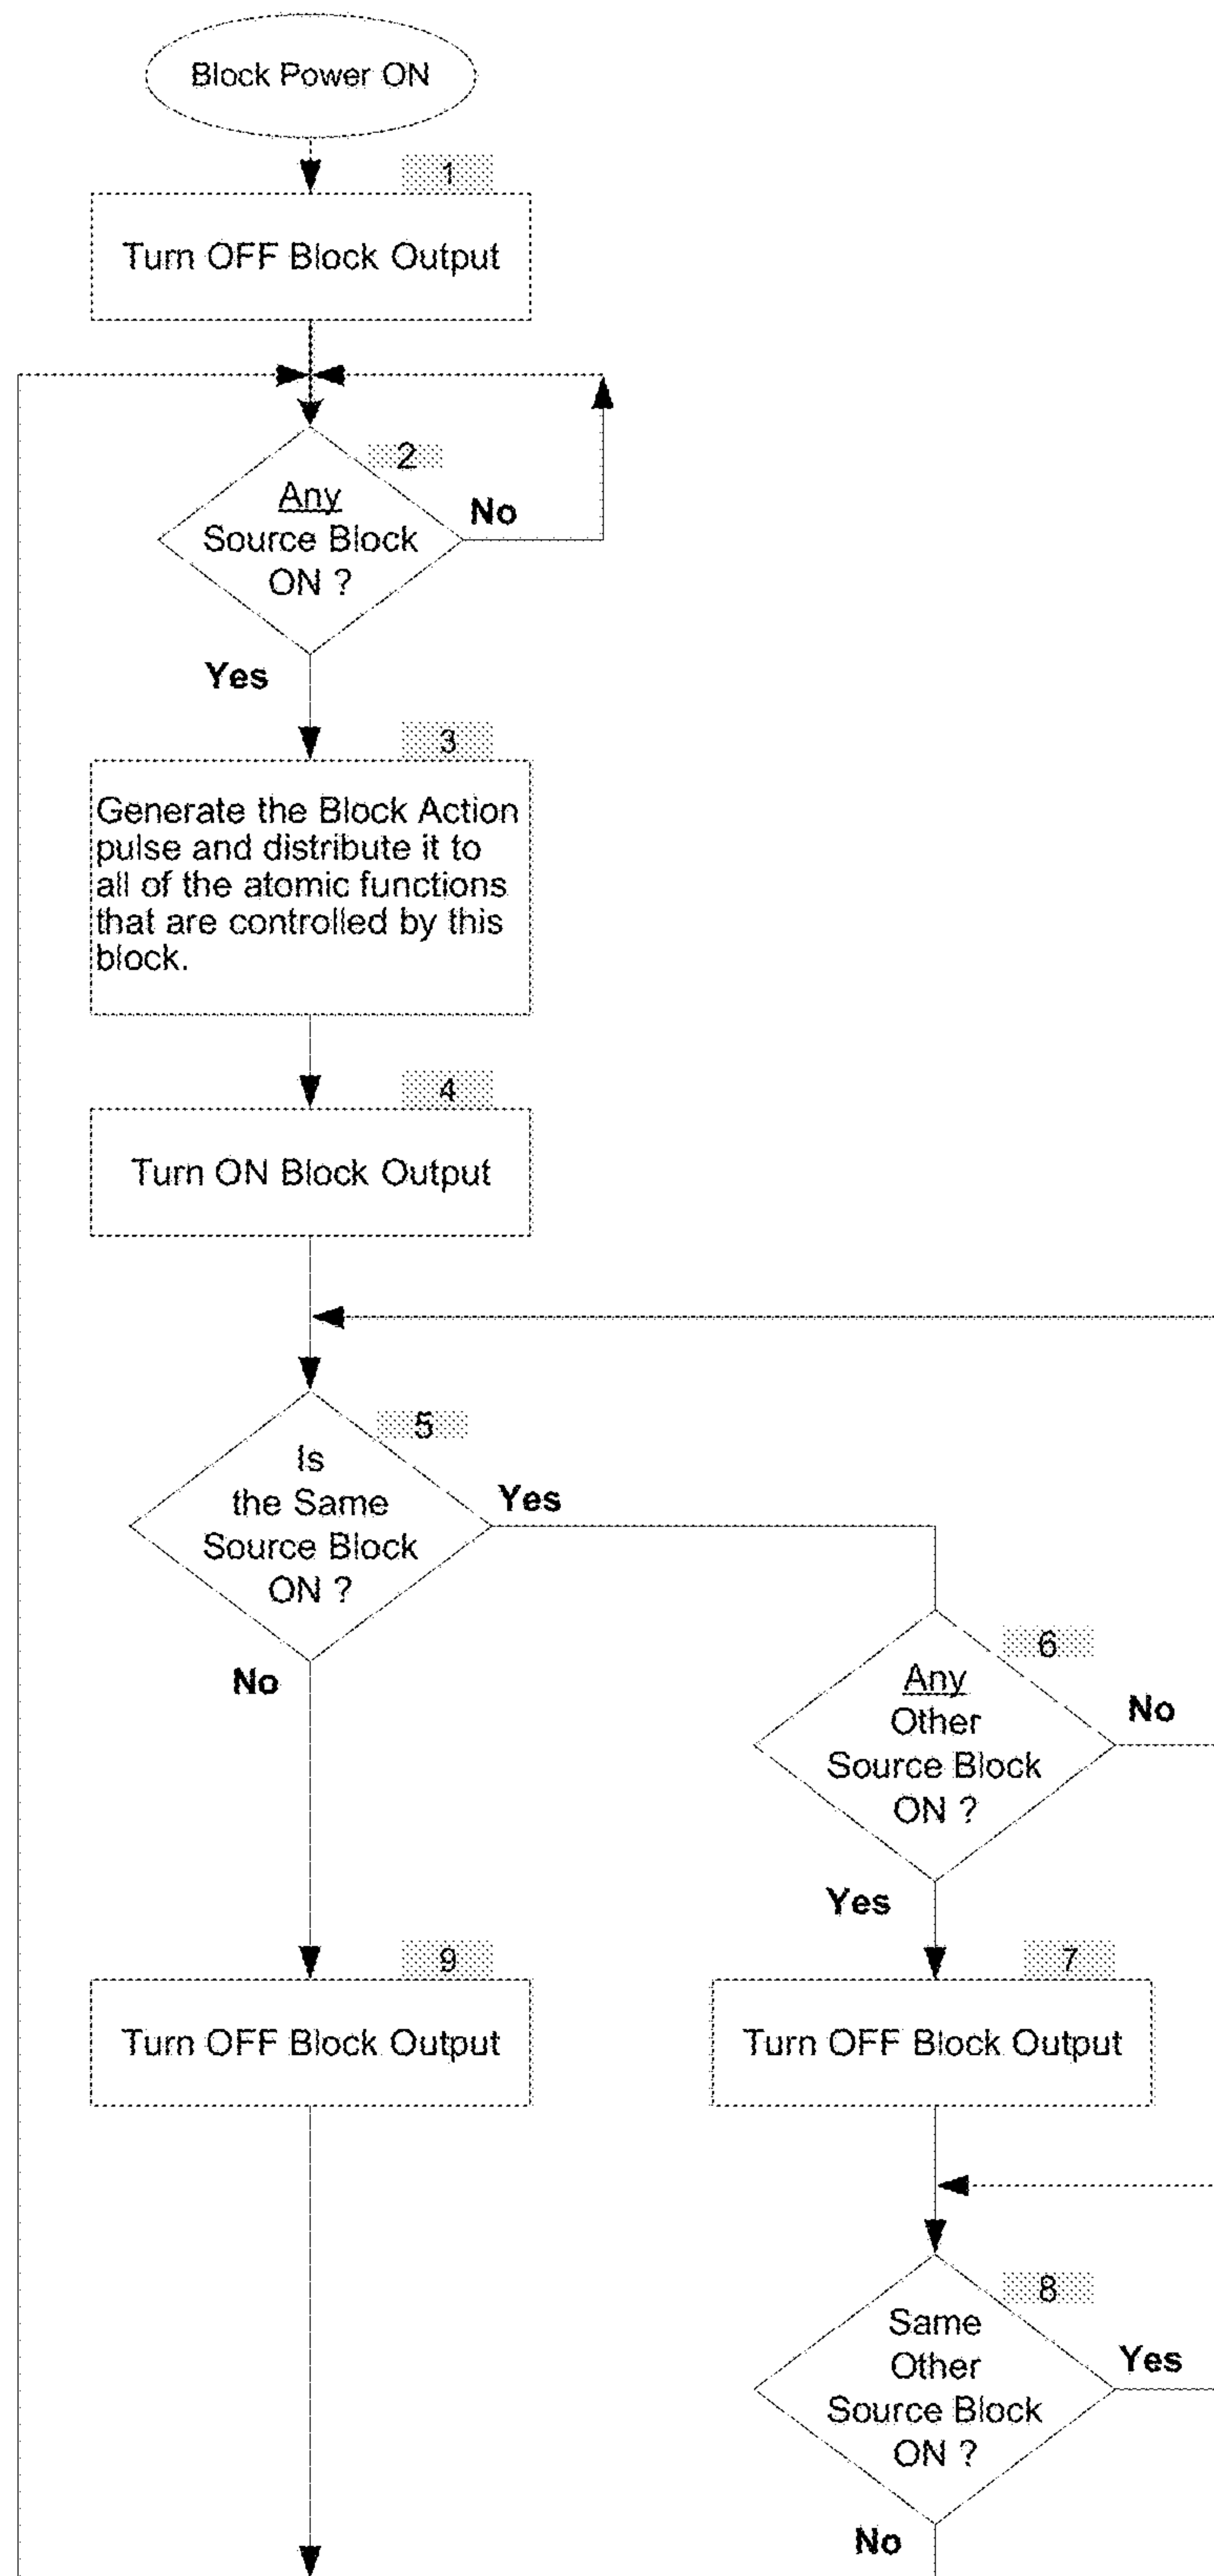 Block Power ON
1
Turn OFF Block Output
2
Any
Source Block
ON ?
No
Yes
3
Generate the Block Action
pulse and distribute it to
all of the atomic functions
that are controlled by this
block.
4
Turn ON Block Output
5
Is
the Same
Source Block
ON ?
Yes
No
6
Any
Other
Source Block
ON ?
No
Yes
9
Turn OFF Block Output
7
Turn OFF Block Output
8
Same
Other
Source Block
ON ?
Yes
No